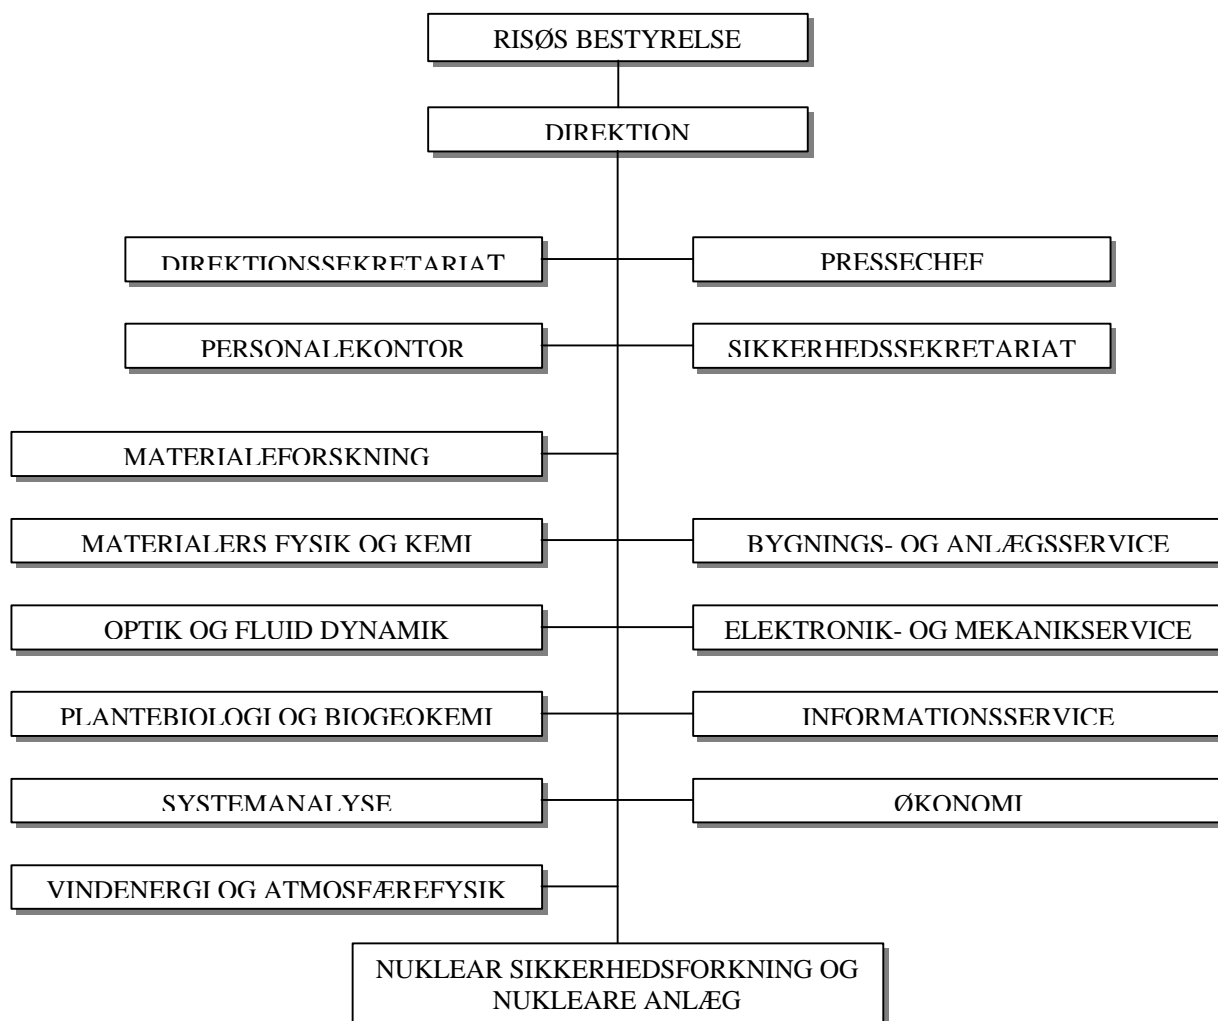 RISØS BESTYRELSE
DIREKTION
DIREKTIONSSEKRETARIAT
PRESSECHEF
PERSONALEKONTOR
SIKKERHEDSSEKRETARIAT
MATERIALEFORSKNING
MATERIALERS FYSIK OG KEMI
BYGNINGS- OG ANLÆGSSERVICE
OPTIK OG FLUID DYNAMIK
ELEKTRONIK- OG MEKANIKSERVICE
PLANTEBIOLOGI OG BIOGEOKEMI
INFORMATIONSSERVICE
SYSTEMANALYSE
ØKONOMI
VINDENERGI OG ATMOSFÆREFYSIK
NUKLEAR SIKKERHEDSFORKNING OG
NUKLEARE ANLÆG